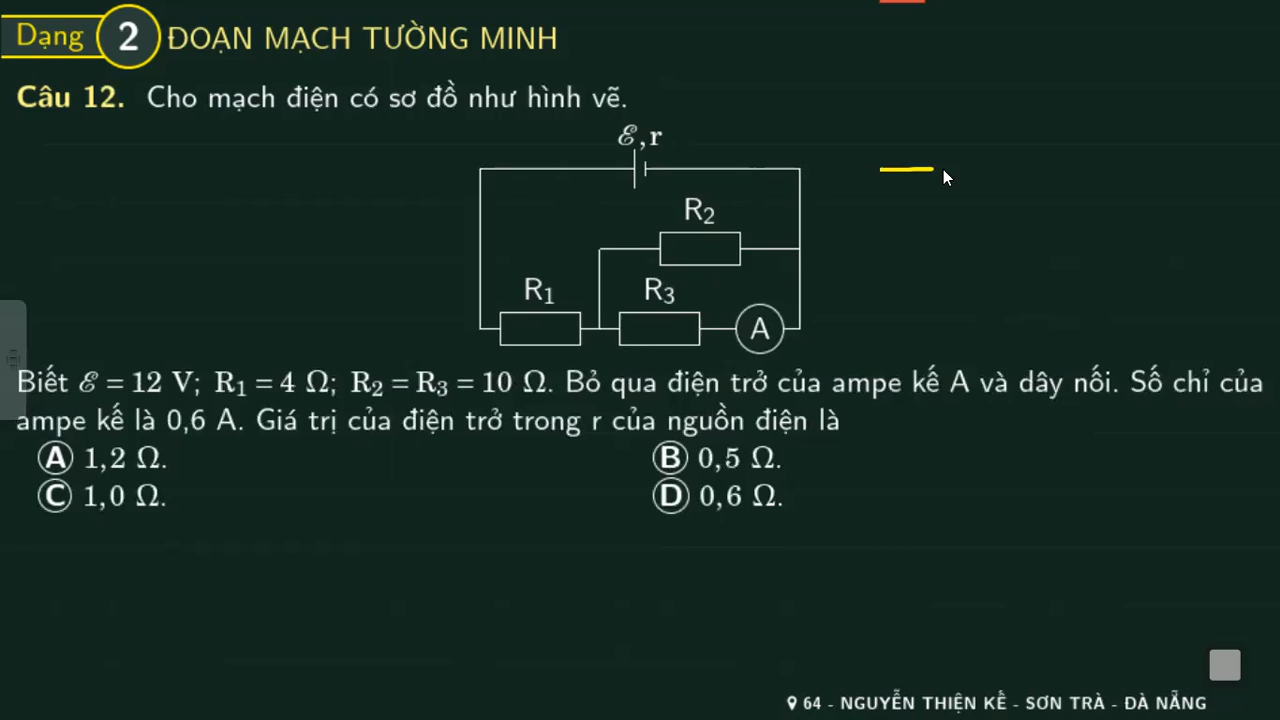 Dạng 2 ĐOẠN MẠCH TƯỜNG MINH
Câu 12. Cho mạch điện có sơ đồ như hình vẽ.
ℰ, r
R₂
R₁ R₃
A
Biết ℰ = 12 V; R₁ = 4 Ω; R₂ = R₃ = 10 Ω. Bỏ qua điện trở của ampe kế A và dây nối. Số chỉ của
ampe kế là 0,6 A. Giá trị của điện trở trong r của nguồn điện là
A 1,2 Ω. B 0,5 Ω.
C 1,0 Ω. D 0,6 Ω.
64 - NGUYỄN THIỆN KẾ - SƠN TRÀ - ĐÀ NẴNG